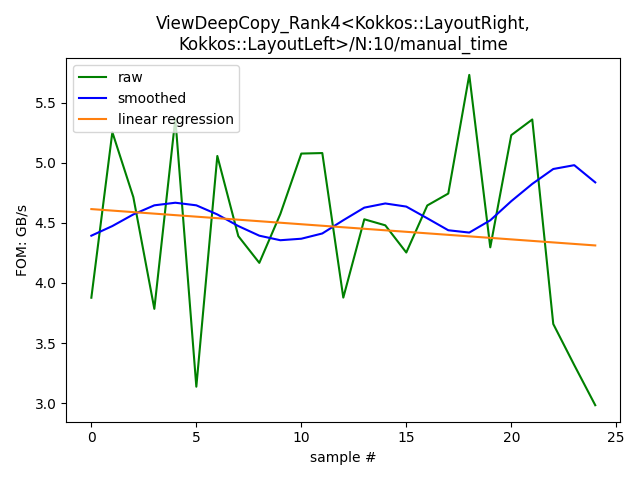 ViewDeepCopy_Rank4<Kokkos::LayoutRight,
Kokkos::LayoutLeft>/N:10/manual_time
raw
smoothed
linear regression
FOM: GB/s
5.5
5.0
4.5
4.0
3.5
3.0
0 5 10 15 20 25
sample #